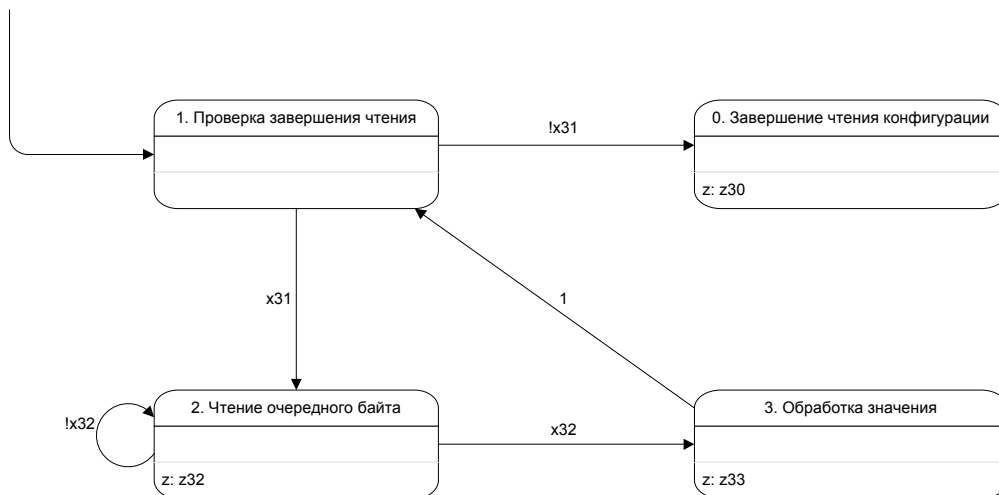 1. Проверка завершения чтения
0. Завершение чтения конфигурации
!x31
z: z30
x31
1
2. Чтение очередного байта
3. Обработка значения
!x32
x32
z: z32
z: z33